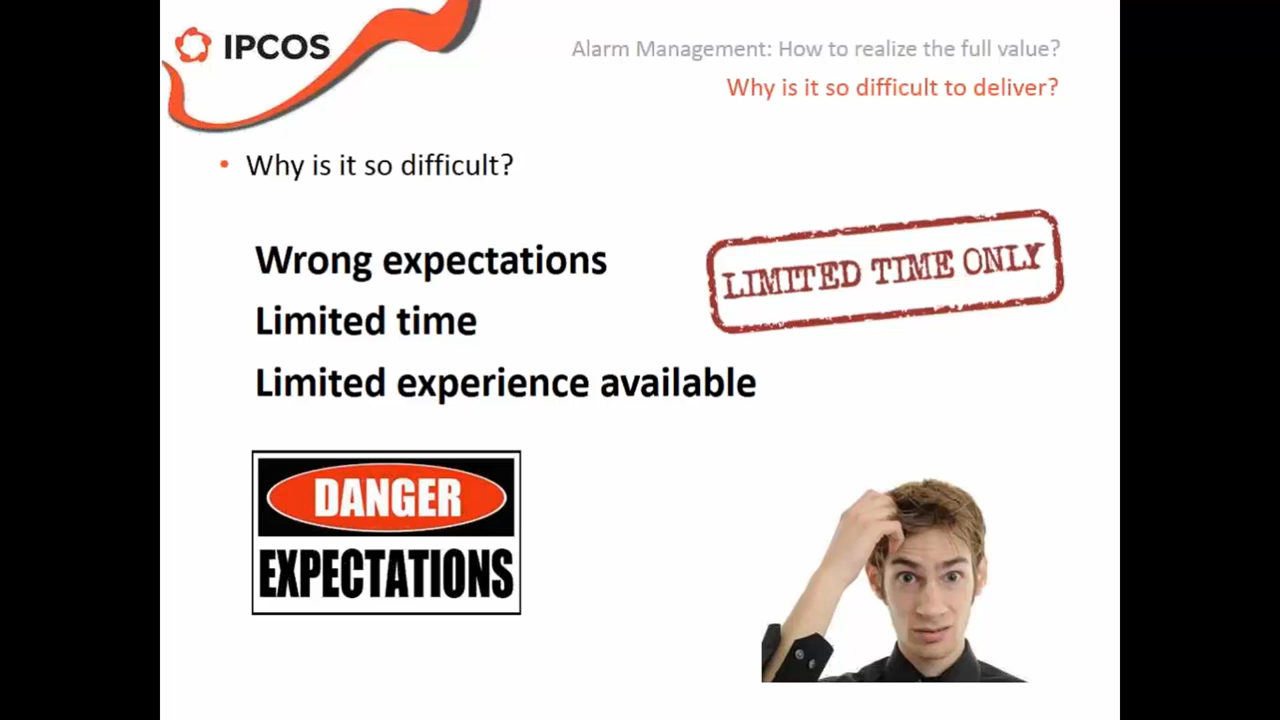 IPCOS
Alarm Management: How to realize the full value?
Why is it so difficult to deliver?
• Why is it so difficult?
Wrong expectations
Limited time
Limited experience available
LIMITED TIME ONLY
DANGER
EXPECTATIONS